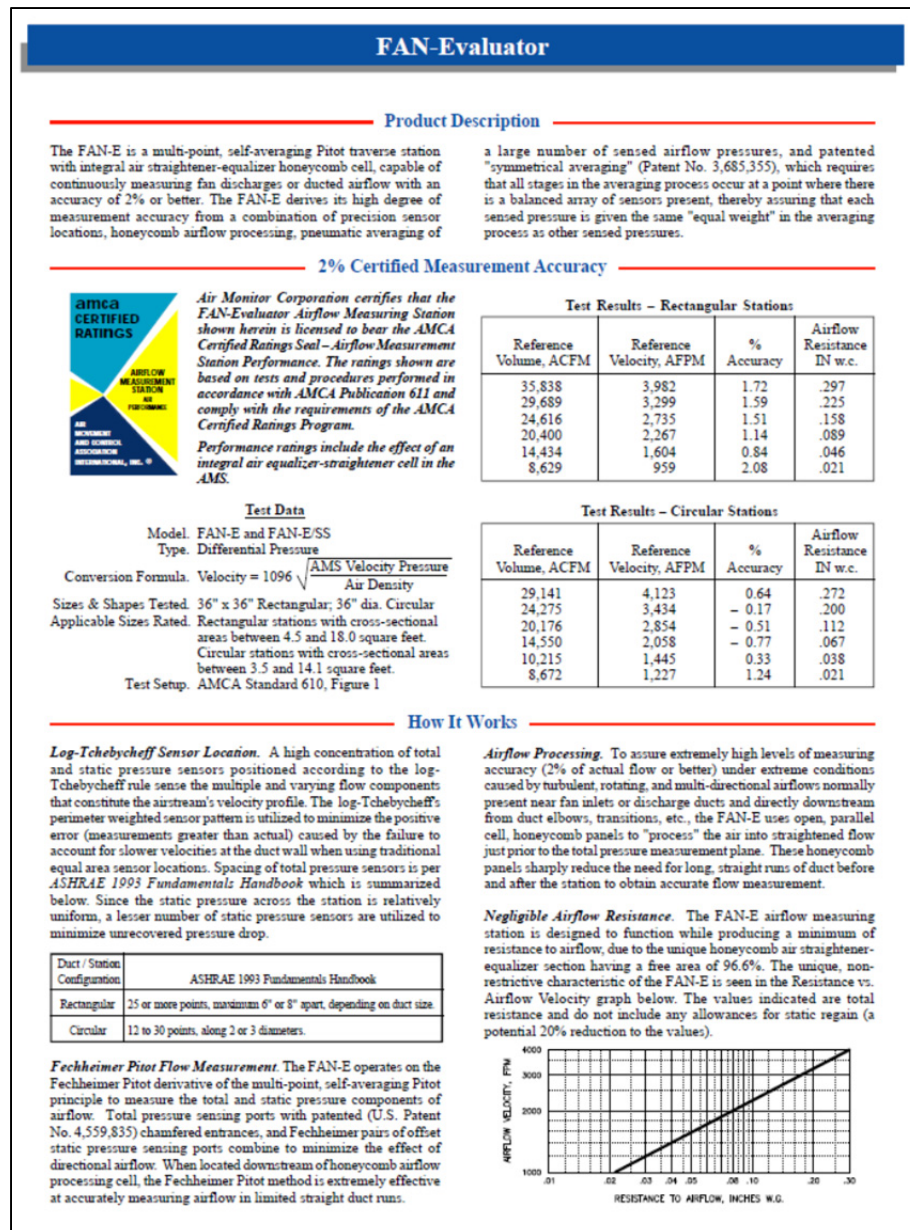 FAN-Evaluator
Product Description
The FAN-E is a multi-point, self-averaging Pitot traverse station
with integral air straightener-equalizer honeycomb cell, capable of
continuously measuring fan discharges or ducted airflow with an
accuracy of 2% or better. The FAN-E derives its high degree of
measurement accuracy from a combination of precision sensor
locations, honeycomb airflow processing, pneumatic averaging of
a large number of sensed airflow pressures, and patented
"symmetrical averaging" (Patent No. 3,685,355), which requires
that all stages in the averaging process occur at a point where there
is a balanced array of sensors present, thereby assuring that each
sensed pressure is given the same "equal weight" in the averaging
process as other sensed pressures.
2% Certified Measurement Accuracy
amca
CERTIFIED
RATINGS
AIRFLOW
MEASUREMENT
STATION
AIR
PERFORMANCE
AIR
MOVEMENT
AND CONTROL
ASSOCIATION
INTERNATIONAL, INC. ®
Air Monitor Corporation certifies that the
FAN-Evaluator Airflow Measuring Station
shown herein is licensed to bear the AMCA
Certified Ratings Seal – Airflow Measurement
Station Performance. The ratings shown are
based on tests and procedures performed in
accordance with AMCA Publication 611 and
comply with the requirements of the AMCA
Certified Ratings Program.
Performance ratings include the effect of an
integral air equalizer-straightener cell in the
AMS.
Test Data
Model. FAN-E and FAN-E/SS
Type. Differential Pressure
Conversion Formula. Velocity = 1096 √ AMS Velocity Pressure
Air Density
Sizes & Shapes Tested. 36" x 36" Rectangular; 36" dia. Circular
Applicable Sizes Rated. Rectangular stations with cross-sectional
areas between 4.5 and 18.0 square feet.
Circular stations with cross-sectional areas
between 3.5 and 14.1 square feet.
Test Setup. AMCA Standard 610, Figure 1
Test Results – Rectangular Stations
Reference Volume, ACFM Reference Velocity, AFPM % Accuracy Airflow Resistance IN w.c.
35,838 3,982 1.72 .297
29,689 3,299 1.59 .225
24,616 2,735 1.51 .158
20,400 2,267 1.14 .089
14,434 1,604 0.84 .046
8,629 959 2.08 .021
Test Results – Circular Stations
Reference Volume, ACFM Reference Velocity, AFPM % Accuracy Airflow Resistance IN w.c.
29,141 4,123 0.64 .272
24,275 3,434 – 0.17 .200
20,176 2,854 – 0.51 .112
14,550 2,058 – 0.77 .067
10,215 1,445 0.33 .038
8,672 1,227 1.24 .021
How It Works
Log-Tchebycheff Sensor Location. A high concentration of total
and static pressure sensors positioned according to the log-
Tchebycheff rule sense the multiple and varying flow components
that constitute the airstream's velocity profile. The log-Tchebycheff's
perimeter weighted sensor pattern is utilized to minimize the positive
error (measurements greater than actual) caused by the failure to
account for slower velocities at the duct wall when using traditional
equal area sensor locations. Spacing of total pressure sensors is per
ASHRAE 1993 Fundamentals Handbook which is summarized
below. Since the static pressure across the station is relatively
uniform, a lesser number of static pressure sensors are utilized to
minimize unrecovered pressure drop.
Duct / Station Configuration ASHRAE 1993 Fundamentals Handbook
Rectangular 25 or more points, maximum 6" or 8" apart, depending on duct size.
Circular 12 to 30 points, along 2 or 3 diameters.
Fechheimer Pitot Flow Measurement. The FAN-E operates on the
Fechheimer Pitot derivative of the multi-point, self-averaging Pitot
principle to measure the total and static pressure components of
airflow. Total pressure sensing ports with patented (U.S. Patent
No. 4,559,835) chamfered entrances, and Fechheimer pairs of offset
static pressure sensing ports combine to minimize the effect of
directional airflow. When located downstream of honeycomb airflow
processing cell, the Fechheimer Pitot method is extremely effective
at accurately measuring airflow in limited straight duct runs.
Airflow Processing. To assure extremely high levels of measuring
accuracy (2% of actual flow or better) under extreme conditions
caused by turbulent, rotating, and multi-directional airflows normally
present near fan inlets or discharge ducts and directly downstream
from duct elbows, transitions, etc., the FAN-E uses open, parallel
cell, honeycomb panels to "process" the air into straightened flow
just prior to the total pressure measurement plane. These honeycomb
panels sharply reduce the need for long, straight runs of duct before
and after the station to obtain accurate flow measurement.
Negligible Airflow Resistance. The FAN-E airflow measuring
station is designed to function while producing a minimum of
resistance to airflow, due to the unique honeycomb air straightener-
equalizer section having a free area of 96.6%. The unique, non-
restrictive characteristic of the FAN-E is seen in the Resistance vs.
Airflow Velocity graph below. The values indicated are total
resistance and do not include any allowances for static regain (a
potential 20% reduction to the values).
AIRFLOW VELOCITY, FPM
4000
3000
2000
1000
.01 .02 .03 .04 .05 .08 .10 .20 .30
RESISTANCE TO AIRFLOW, INCHES W.G.